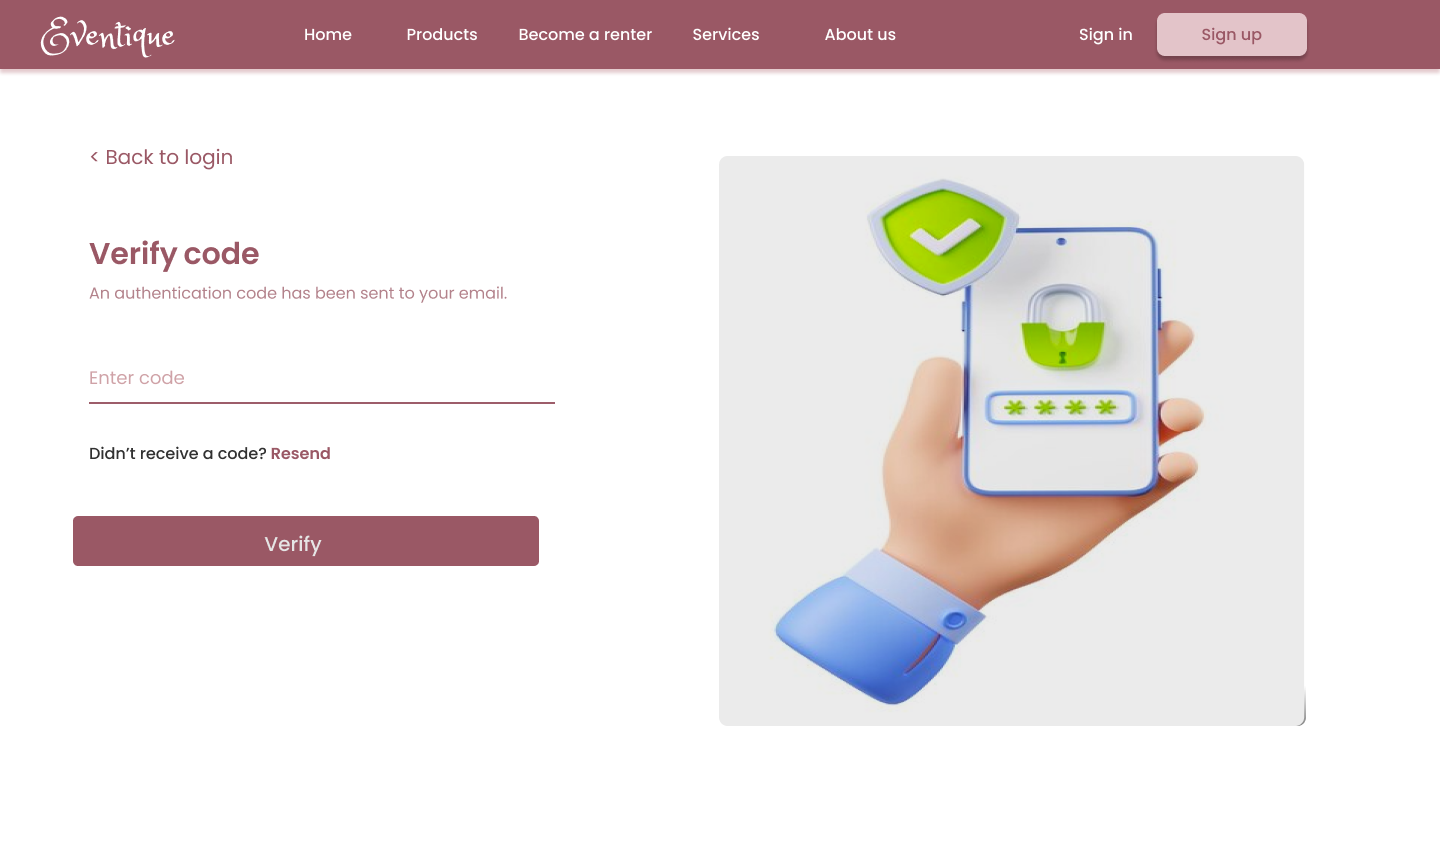 Eventique Home Products Become a renter Services About us Sign in Sign up
< Back to login
Verify code
An authentication code has been sent to your email.
Enter code
Didn’t receive a code? Resend
Verify
****